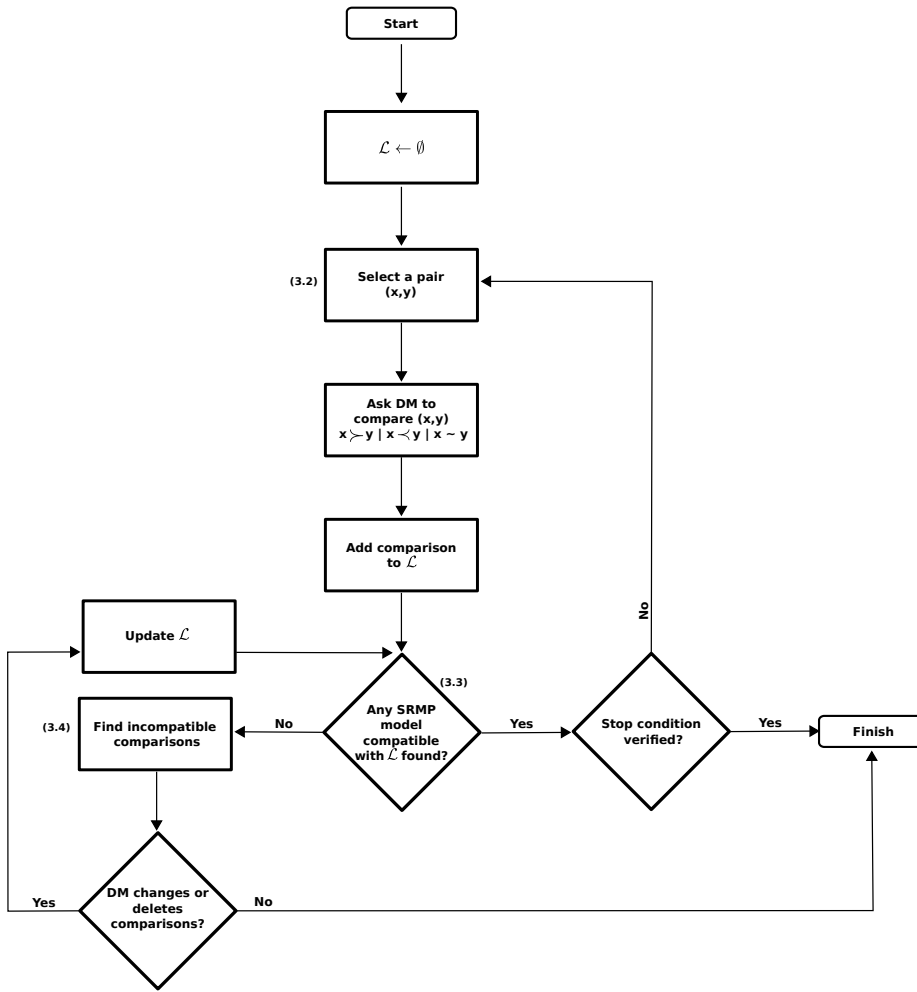 Start
ℒ ← ∅
(3.2)
Select a pair
(x,y)
Ask DM to
compare (x,y)
x ≻ y | x ≺ y | x ~ y
Add comparison
to ℒ
No
Update ℒ
(3.3)
Any SRMP
model
compatible
with ℒ found?
No
Yes
(3.4)
Find incompatible
comparisons
Stop condition
verified?
Yes
Finish
DM changes or
deletes
comparisons?
Yes
No